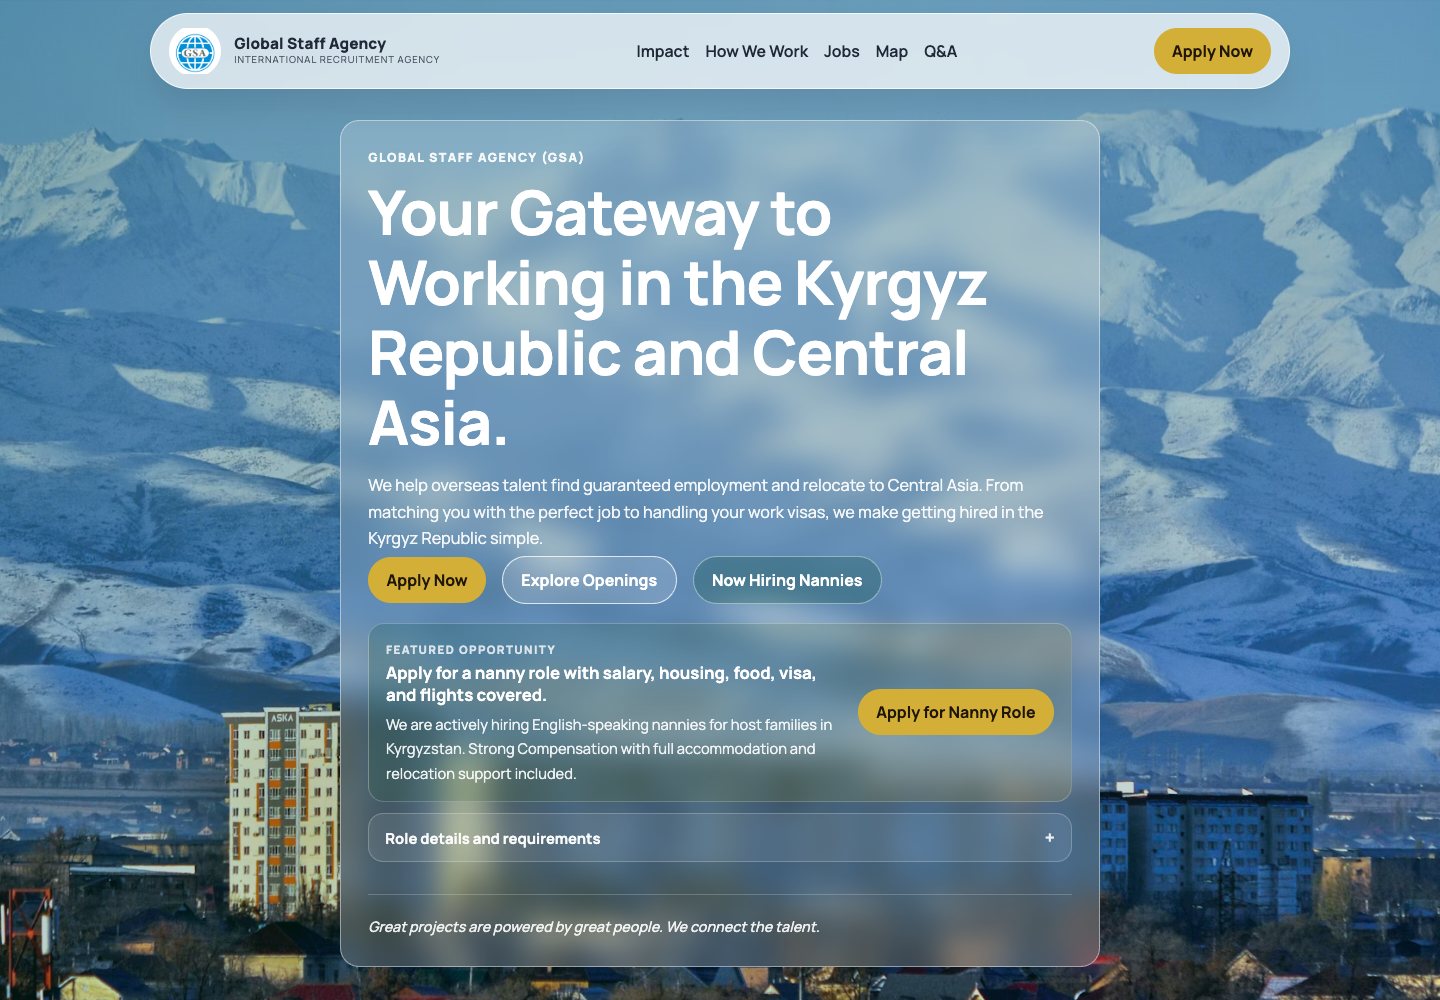 GSA
Global Staff Agency
INTERNATIONAL RECRUITMENT AGENCY
Impact
How We Work
Jobs
Map
Q&A
Apply Now
GLOBAL STAFF AGENCY (GSA)
Your Gateway to
Working in the Kyrgyz
Republic and Central
Asia.
We help overseas talent find guaranteed employment and relocate to Central Asia. From
matching you with the perfect job to handling your work visas, we make getting hired in the
Kyrgyz Republic simple.
Apply Now
Explore Openings
Now Hiring Nannies
FEATURED OPPORTUNITY
Apply for a nanny role with salary, housing, food, visa,
and flights covered.
We are actively hiring English-speaking nannies for host families in
Kyrgyzstan. Strong Compensation with full accommodation and
relocation support included.
Apply for Nanny Role
Role details and requirements
+
Great projects are powered by great people. We connect the talent.
ASKA